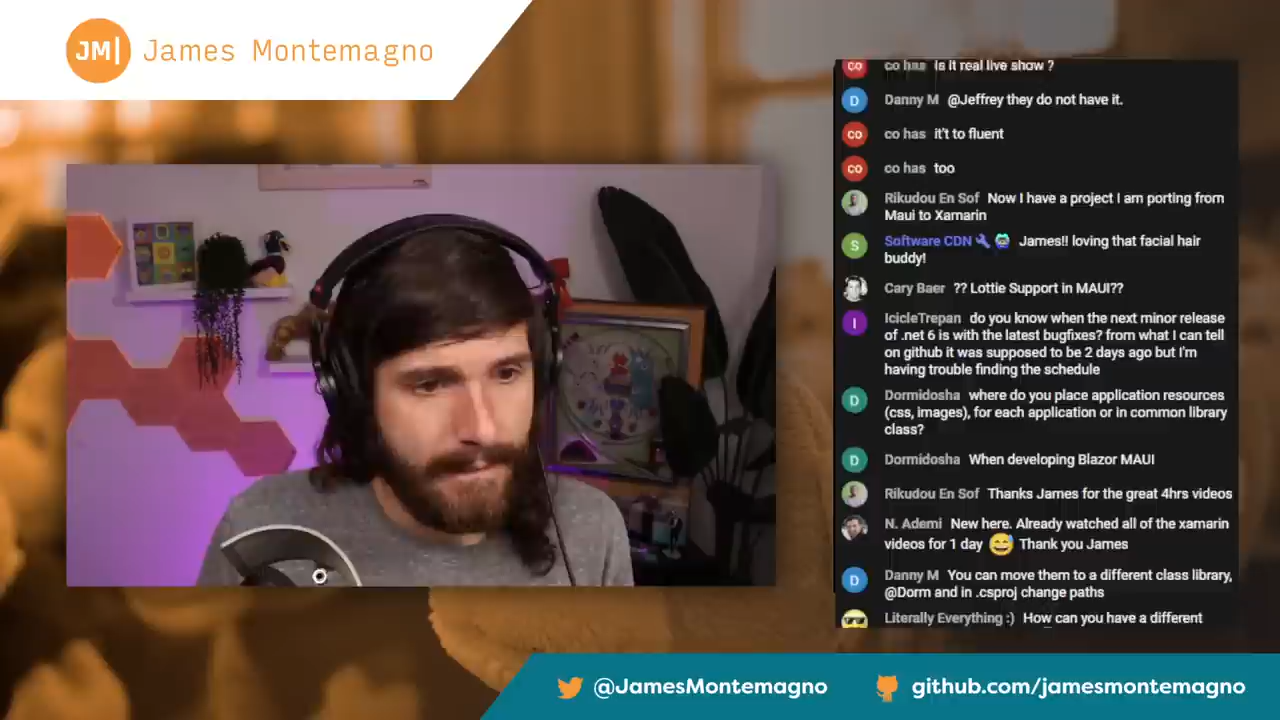 JM| James Montemagno
co has Is it real live show ?
Danny M @Jeffrey they do not have it.
co has it't to fluent
co has too
Rikudou En Sof Now I have a project I am porting from
Maui to Xamarin
Software CDN James!! loving that facial hair
buddy!
Cary Baer ?? Lottie Support in MAUI??
IcicleTrepan do you know when the next minor release
of .net 6 is with the latest bugfixes? from what I can tell
on github it was supposed to be 2 days ago but I'm
having trouble finding the schedule
Dormidosha where do you place application resources
(css, images), for each application or in common library
class?
Dormidosha When developing Blazor MAUI
Rikudou En Sof Thanks James for the great 4hrs videos
N. Ademi New here. Already watched all of the xamarin
videos for 1 day 😅 Thank you James
Danny M You can move them to a different class library,
@Dorm and in .csproj change paths
Literally Everything :) How can you have a different
@JamesMontemagno
github.com/jamesmontemagno